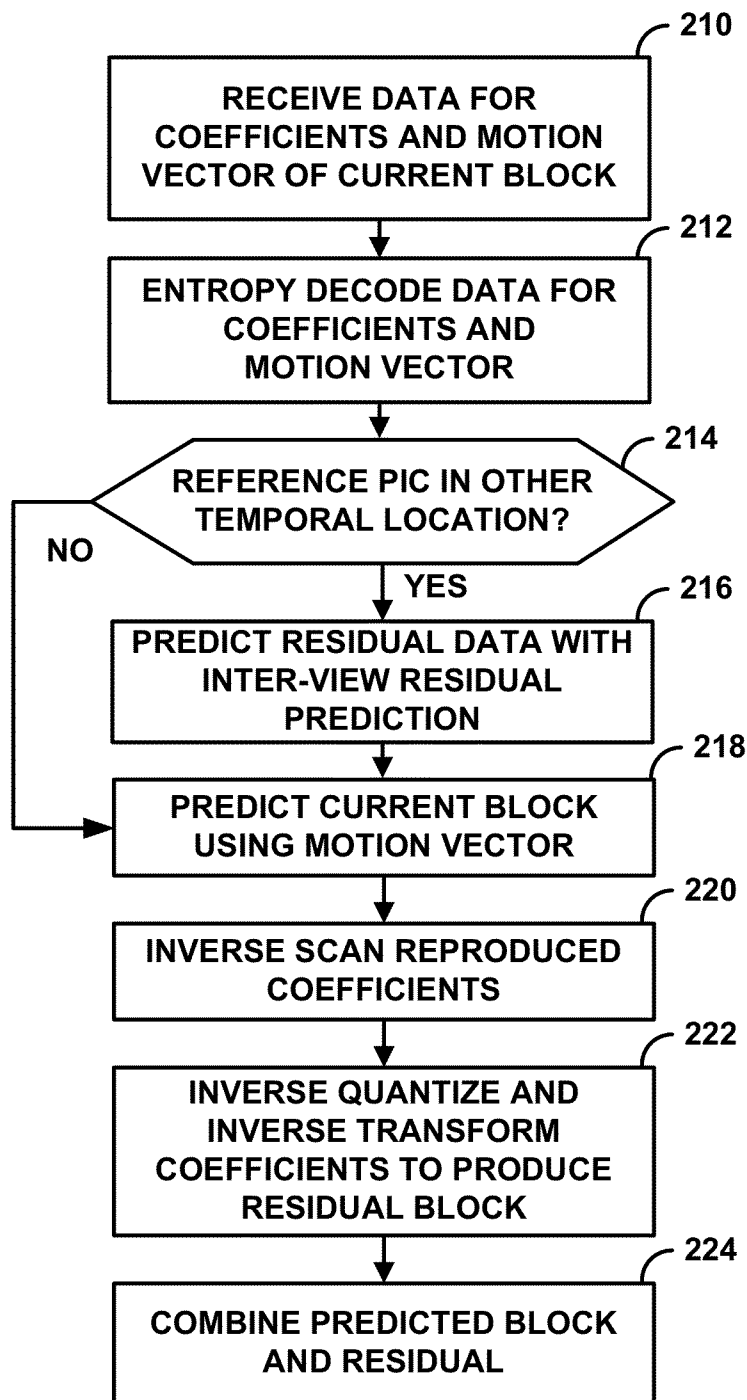 210
RECEIVE DATA FOR
COEFFICIENTS AND MOTION
VECTOR OF CURRENT BLOCK
212
ENTROPY DECODE DATA FOR
COEFFICIENTS AND
MOTION VECTOR
214
REFERENCE PIC IN OTHER
TEMPORAL LOCATION?
NO
YES
216
PREDICT RESIDUAL DATA WITH
INTER-VIEW RESIDUAL
PREDICTION
218
PREDICT CURRENT BLOCK
USING MOTION VECTOR
220
INVERSE SCAN REPRODUCED
COEFFICIENTS
222
INVERSE QUANTIZE AND
INVERSE TRANSFORM
COEFFICIENTS TO PRODUCE
RESIDUAL BLOCK
224
COMBINE PREDICTED BLOCK
AND RESIDUAL